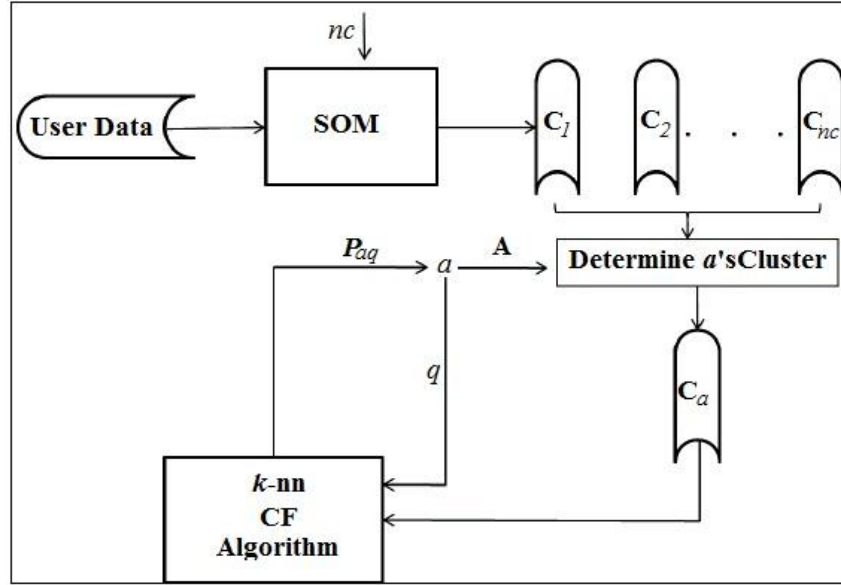 nc
User Data
SOM
C1
C2 . . . Cnc
Paq
a
A
Determine a'sCluster
q
Ca
k-nn
CF
Algorithm